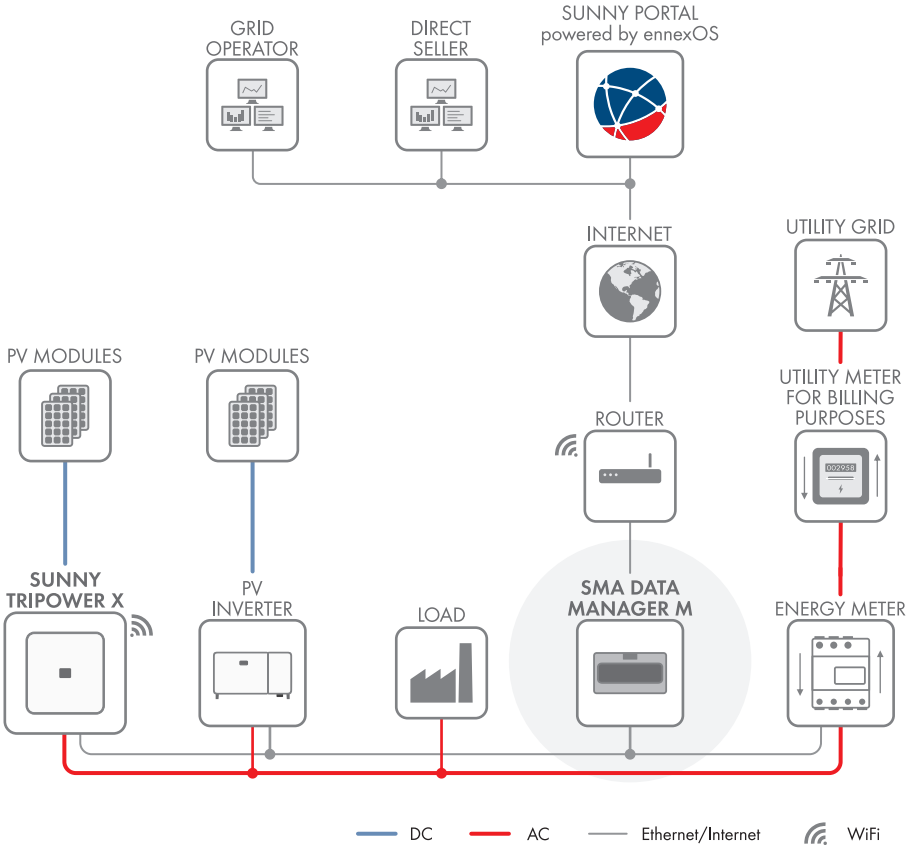 GRID
OPERATOR
DIRECT
SELLER
SUNNY PORTAL
powered by ennexOS
INTERNET
UTILITY GRID
PV MODULES
PV MODULES
UTILITY METER
FOR BILLING
PURPOSES
002958
ROUTER
SUNNY
TRIPOWER X
PV
INVERTER
LOAD
SMA DATA
MANAGER M
ENERGY METER
DC
AC
Ethernet/Internet
WiFi